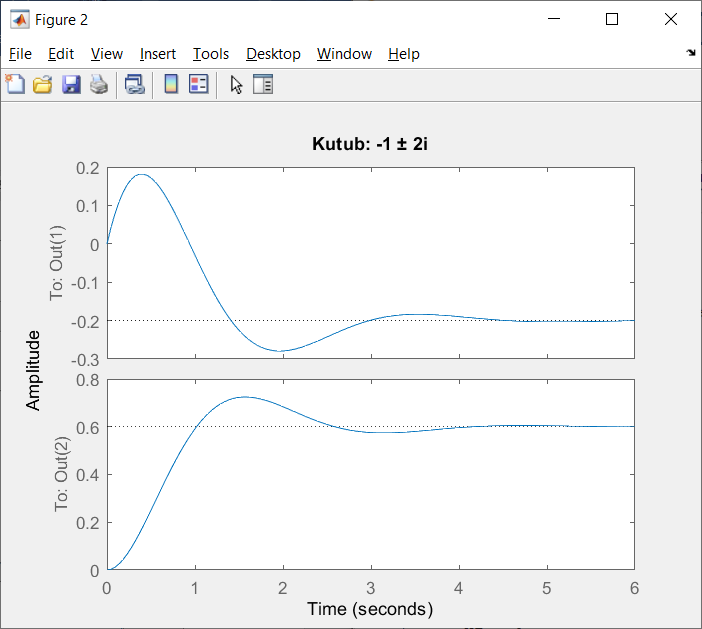 Figure 2
File Edit View Insert Tools Desktop Window Help
Kutub: -1 ± 2i
0.2
0.1
0
-0.1
-0.2
-0.3
To: Out(1)
Amplitude
0.8
0.6
0.4
0.2
0
To: Out(2)
0 1 2 3 4 5 6
Time (seconds)